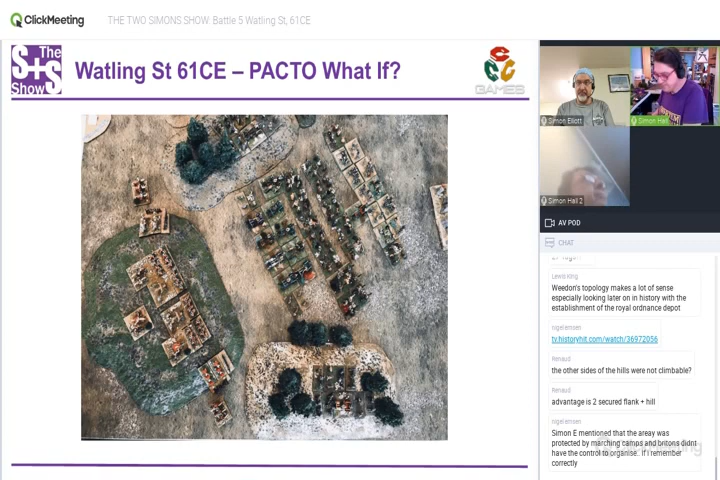 ClickMeeting
THE TWO SIMONS SHOW: Battle 5 Watling St, 61CE
The
S+S
Show
Watling St 61CE – PACTO What If?
GAMES
Simon Elliott
Simon Hall
Simon Hall 2
AV POD
CHAT
Lewis King
Weedon's topology makes a lot of sense
especially looking later on in history with the
establishment of the royal ordnance depot
nigelemsen
tv.historyhit.com/watch/36972056
Renaud
the other sides of the hills were not climbable?
Renaud
advantage is 2 secured flank + hill
nigelemsen
Simon E mentioned that the areay was
protected by marching camps and britons didnt
have the control to organise.. if I remember
correctly